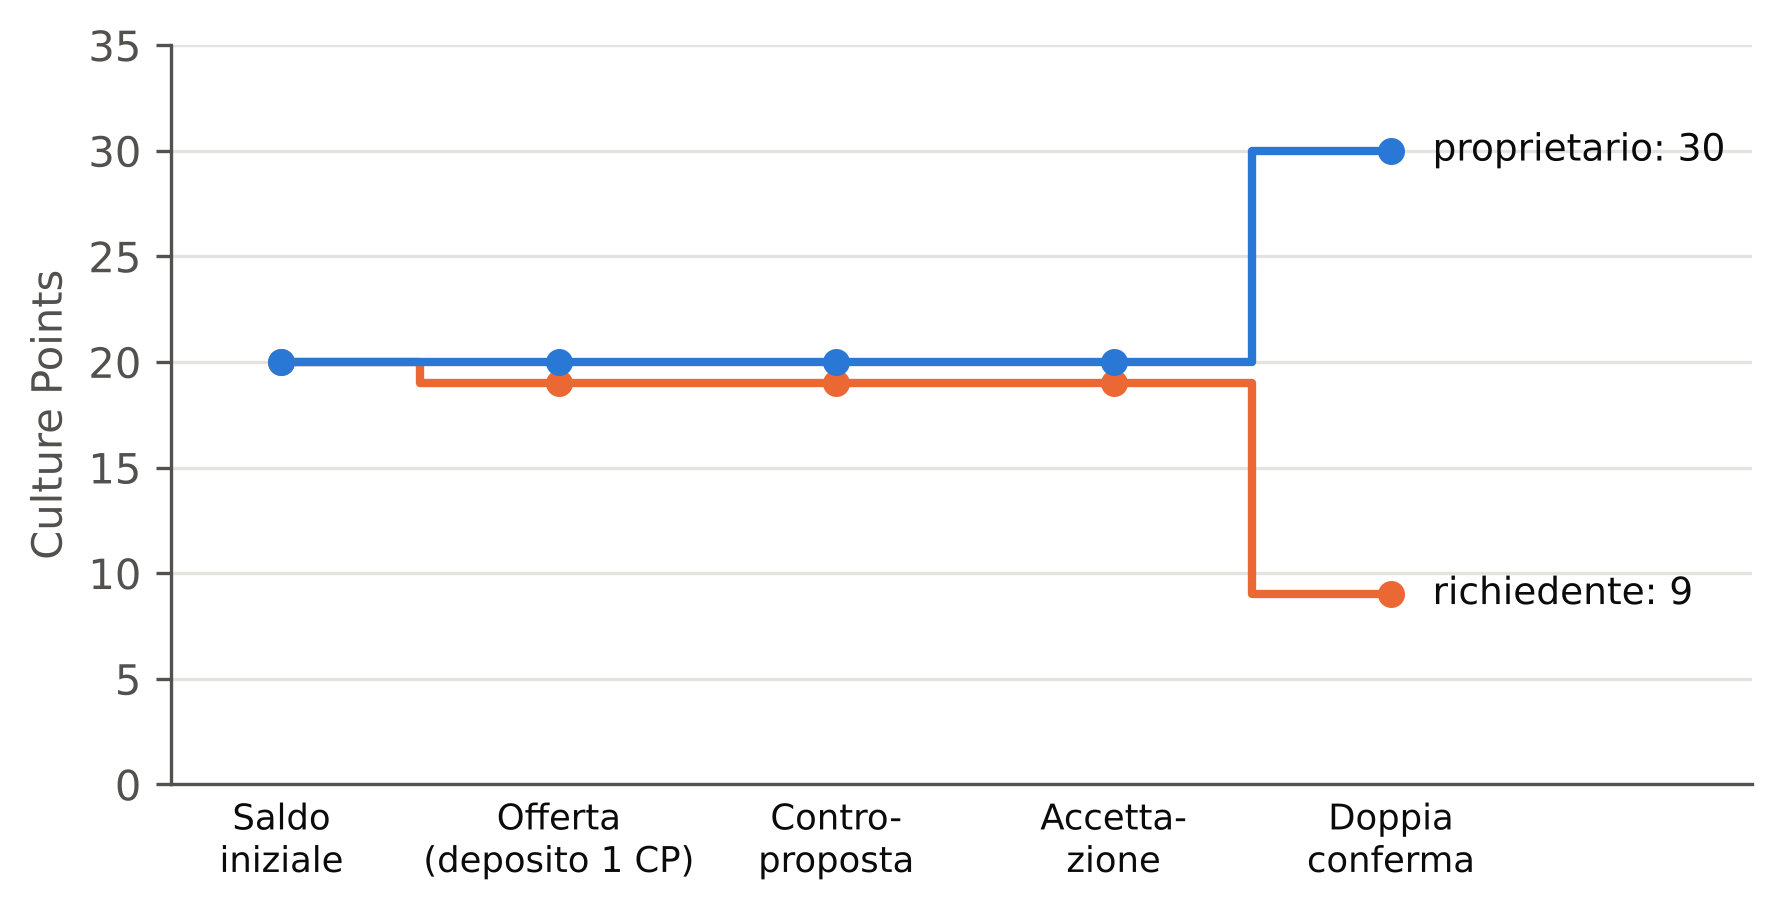 35
30
25
20
15
10
5
0
Culture Points
proprietario: 30
richiedente: 9
Saldo
iniziale
Offerta
(deposito 1 CP)
Contro-
proposta
Accetta-
zione
Doppia
conferma